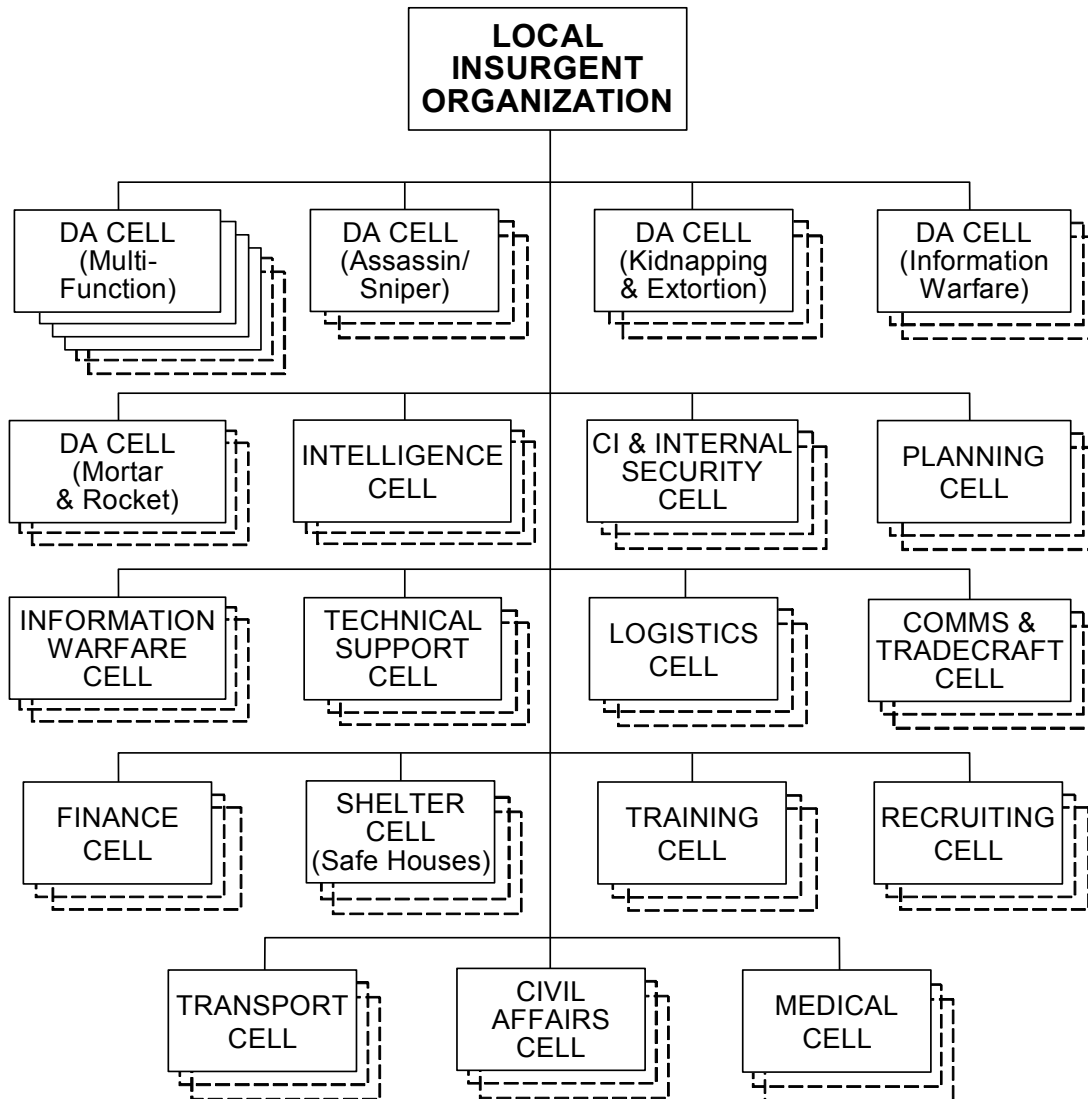 LOCAL
INSURGENT
ORGANIZATION
DA CELL
(Multi-
Function)
DA CELL
(Assassin/
Sniper)
DA CELL
(Kidnapping
& Extortion)
DA CELL
(Information
Warfare)
DA CELL
(Mortar
& Rocket)
INTELLIGENCE
CELL
CI & INTERNAL
SECURITY
CELL
PLANNING
CELL
INFORMATION
WARFARE
CELL
TECHNICAL
SUPPORT
CELL
LOGISTICS
CELL
COMMS &
TRADECRAFT
CELL
FINANCE
CELL
SHELTER
CELL
(Safe Houses)
TRAINING
CELL
RECRUITING
CELL
TRANSPORT
CELL
CIVIL
AFFAIRS
CELL
MEDICAL
CELL